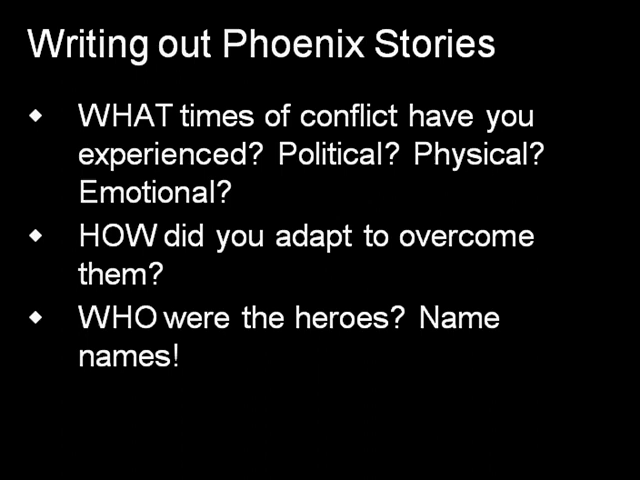 Writing out Phoenix Stories
WHAT times of conflict have you
experienced? Political? Physical?
Emotional?
HOW did you adapt to overcome
them?
WHO were the heroes? Name
names!